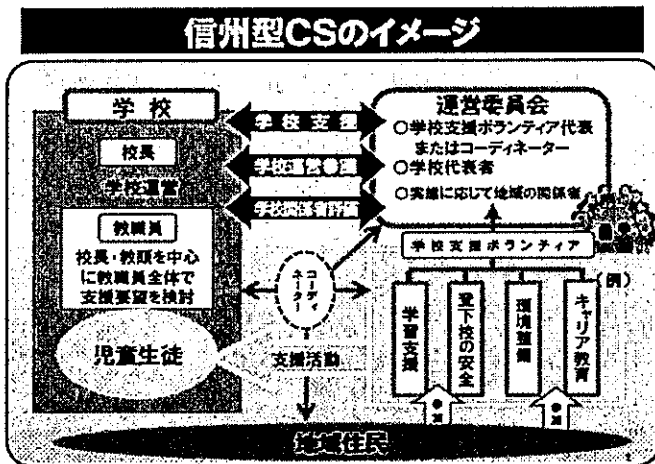 信州型CSのイメージ
学校
校長
学校運営
教職員
校長・教頭を中心
に教職員全体で
支援要望を検討
児童生徒
学校支援
学校運営参画
学校関係者評価
コーディ
ネーター
支援活動
運営委員会
○学校支援ボランティア代表
またはコーディネーター
○学校代表者
○実態に応じて地域の関係者
学校支援ボランティア
(例)
学習支援
登下校の安全
環境整備
キャリア教育
参加
参加
地域住民